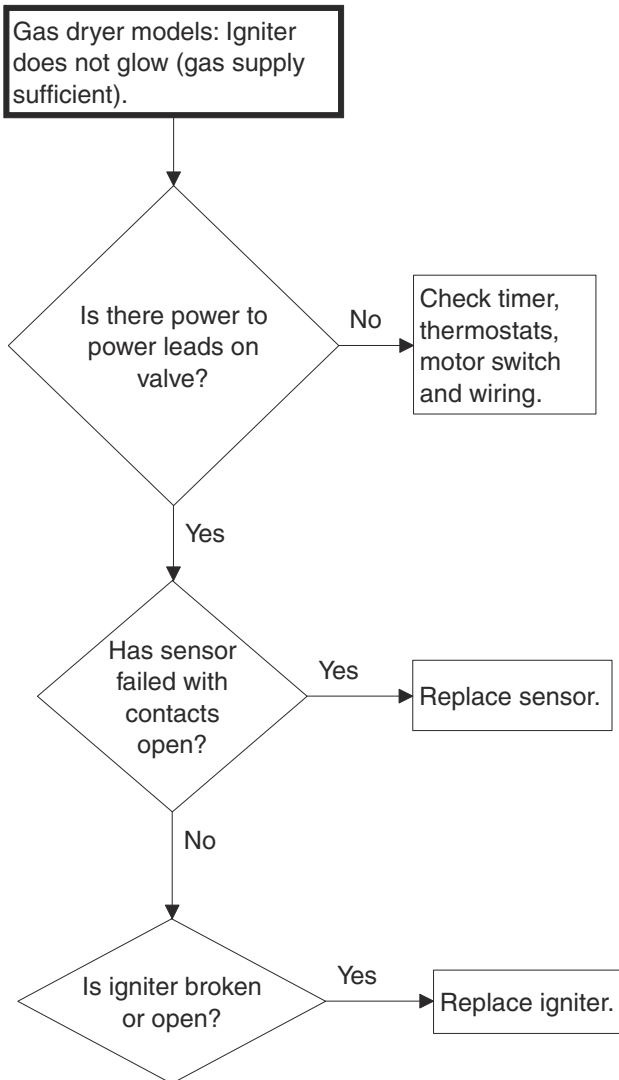 Gas dryer models: Igniter
does not glow (gas supply
sufficient).
Is there power to
power leads on
valve?
No
Check timer,
thermostats,
motor switch
and wiring.
Yes
Has sensor
failed with
contacts
open?
Yes
Replace sensor.
No
Is igniter broken
or open?
Yes
Replace igniter.